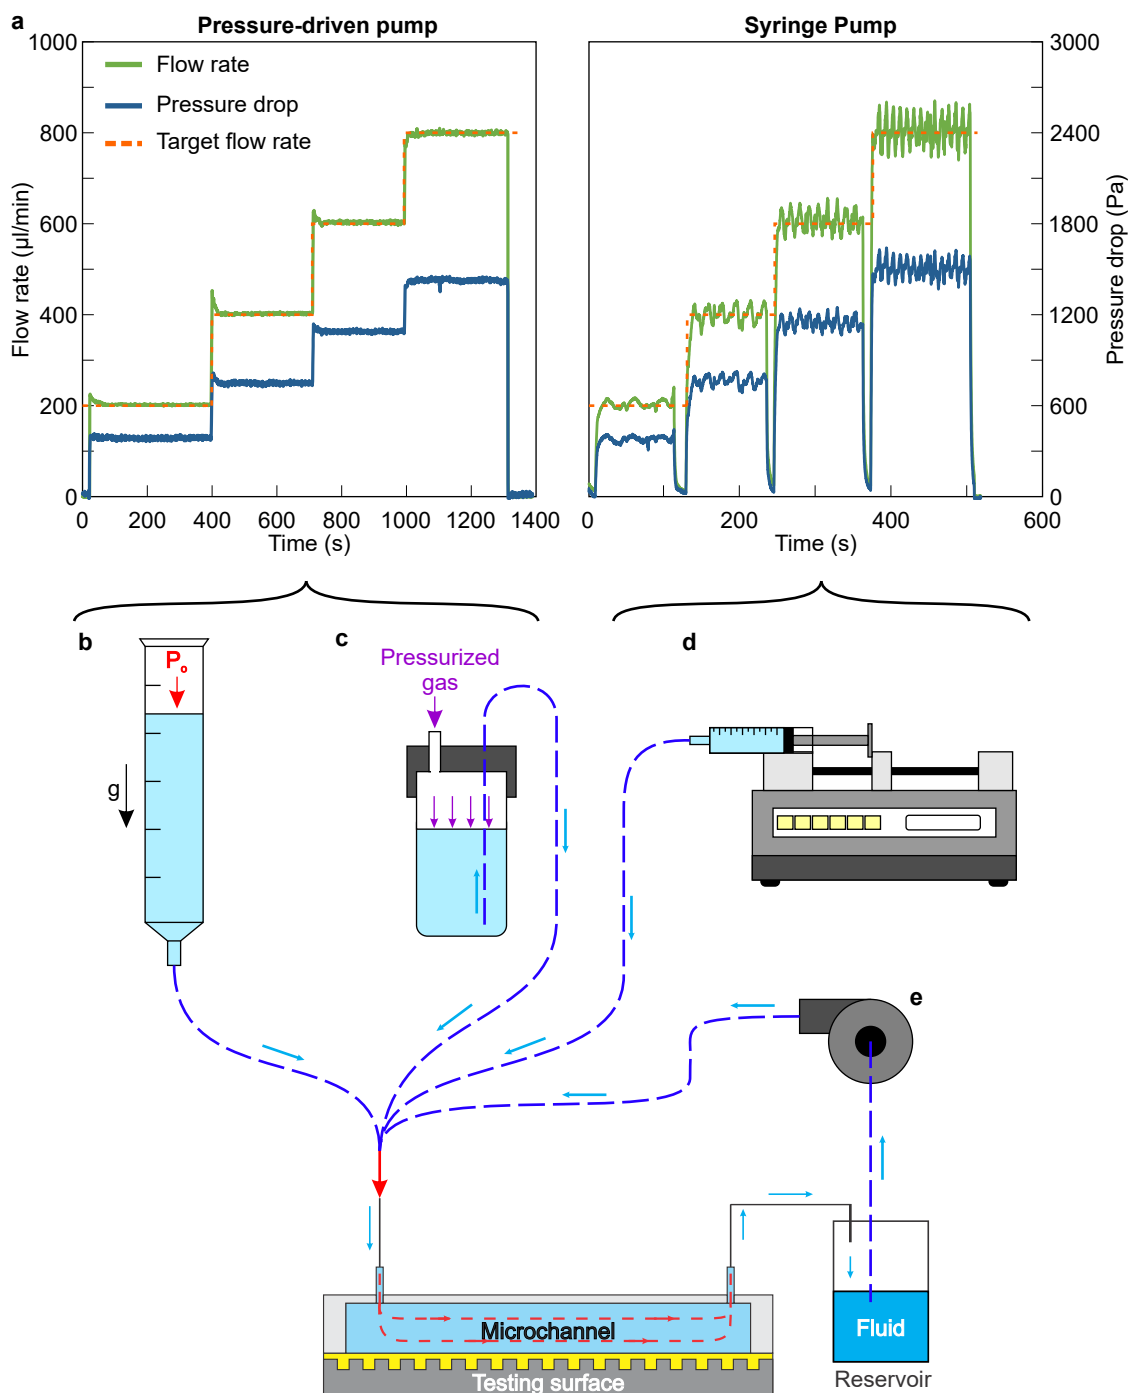 a
Pressure-driven pump
Syringe Pump
1000
800
600
400
200
0
Flow rate (µl/min)
Flow rate
Pressure drop
Target flow rate
0 200 400 600 800 1000 1200 1400
Time (s)
3000
2400
1800
1200
600
0
Pressure drop (Pa)
0 200 400 600
Time (s)
b
P₀
g
c
Pressurized
gas
d
e
Microchannel
Testing surface
Fluid
Reservoir